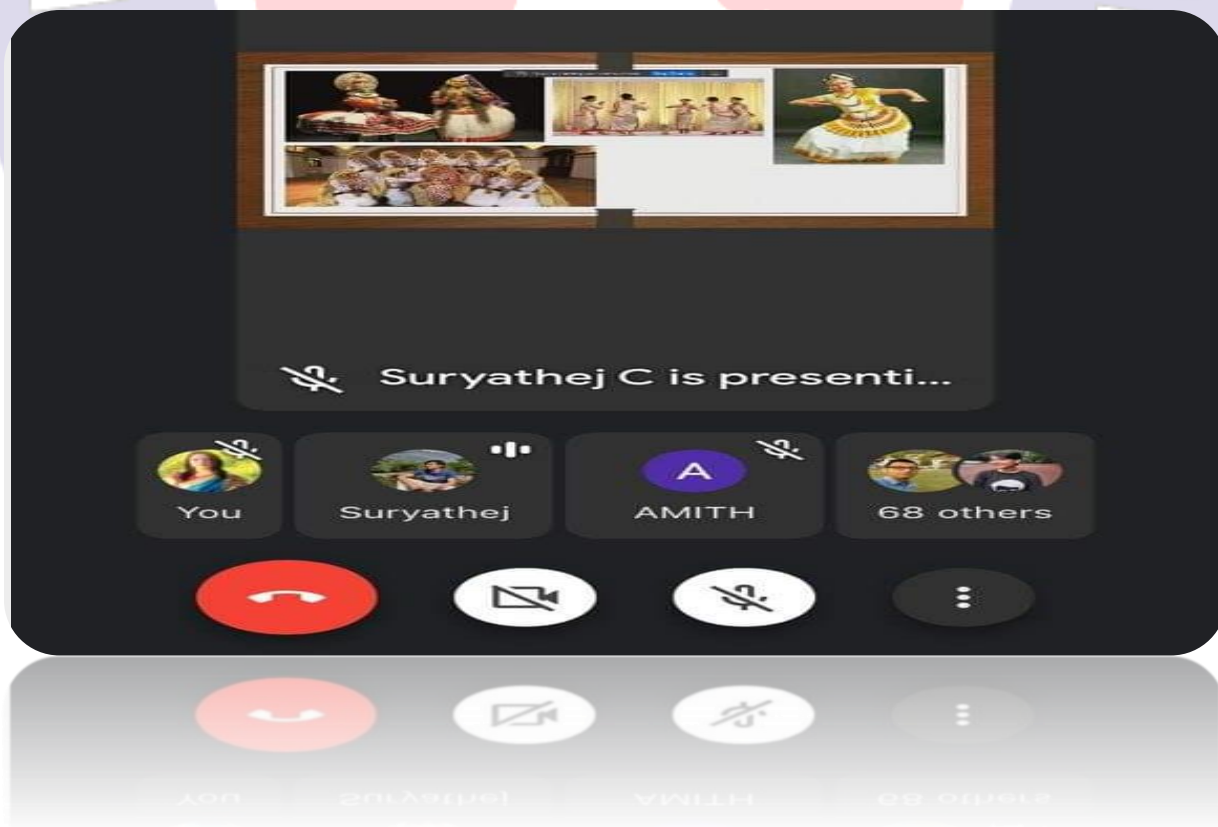 Suryathej C is presenti...
You
Suryathej
A
AMITH
68 others